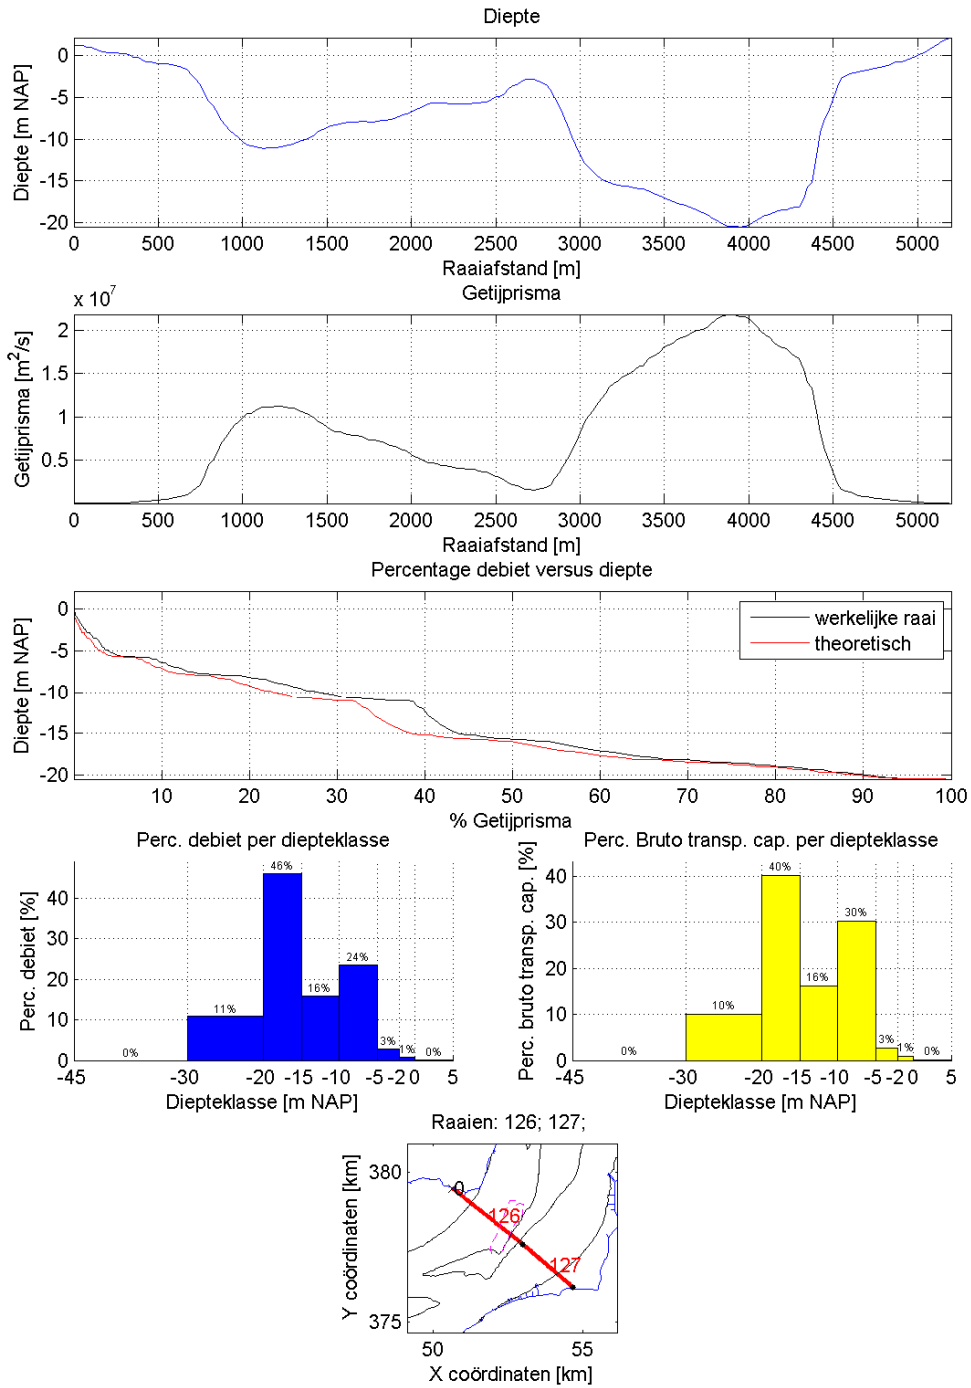 Diepte
Diepte [m NAP]
0
-5
-10
-15
-20
0 500 1000 1500 2000 2500 3000 3500 4000 4500 5000
Raaiafstand [m]
Getijprisma
x 10^7
Getijprisma [m^2/s]
2
1.5
1
0.5
0 500 1000 1500 2000 2500 3000 3500 4000 4500 5000
Raaiafstand [m]
Percentage debiet versus diepte
Diepte [m NAP]
0
-5
-10
-15
-20
werkelijke raai
theoretisch
10 20 30 40 50 60 70 80 90 100
% Getijprisma
Perc. debiet per diepteklasse
Perc. debiet [%]
40
30
20
10
0
0% 11% 46% 16% 24% 3% 1% 0%
-45 -30 -20 -15 -10 -5 -2 0 5
Diepteklasse [m NAP]
Perc. Bruto transp. cap. per diepteklasse
Perc. bruto transp. cap. [%]
40
30
20
10
0
0% 10% 40% 16% 30% 3% 1% 0%
-45 -30 -20 -15 -10 -5 -2 0 5
Diepteklasse [m NAP]
Raaien: 126; 127;
Y coördinaten [km]
380
375
0
126
127
50 55
X coördinaten [km]